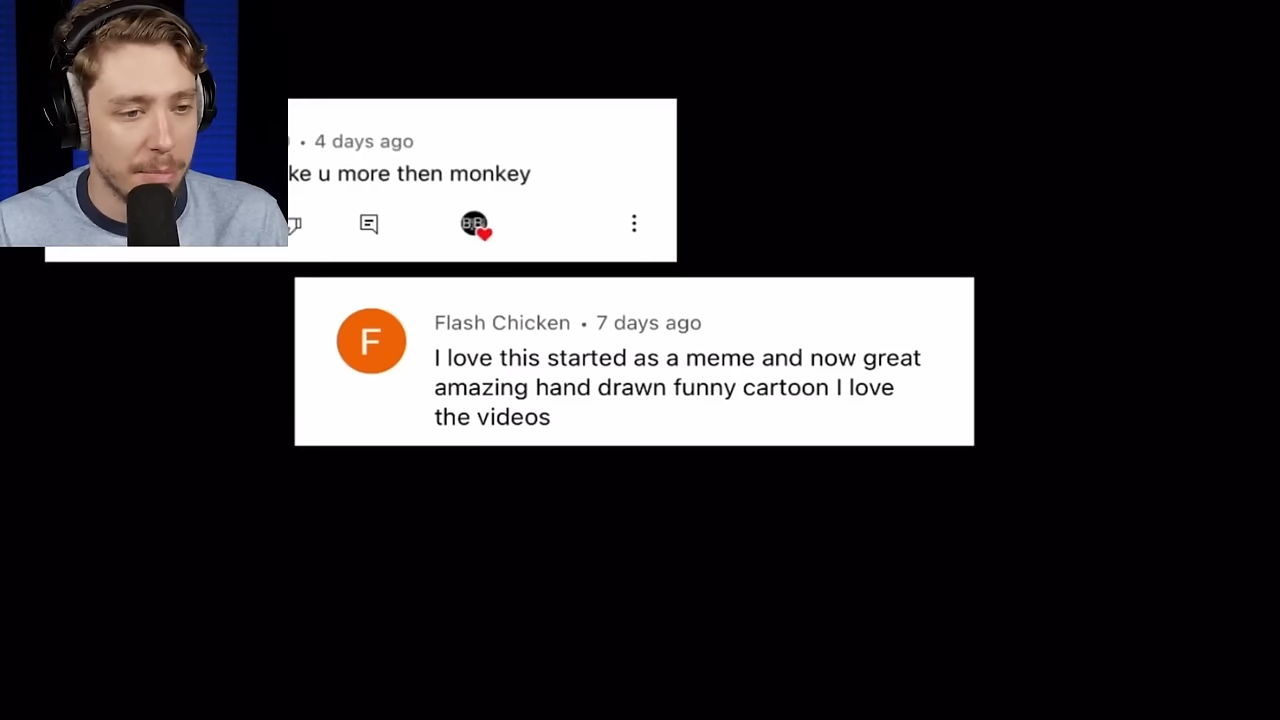 • 4 days ago
ke u more then monkey
BB
F
Flash Chicken • 7 days ago
I love this started as a meme and now great
amazing hand drawn funny cartoon I love
the videos